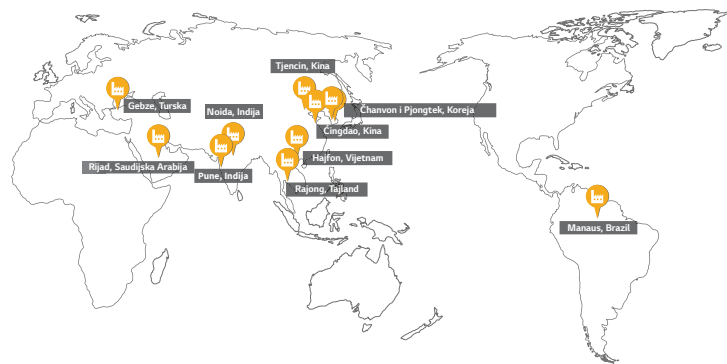 Tjencin, Kina
Gebze, Turska
Noida, Indija
Čhanvon i Pjongtek, Koreja
Ćingdao, Kina
Hajfon, Vijetnam
Rijad, Saudijska Arabija
Pune, Indija
Rajong, Tajland
Manaus, Brazil